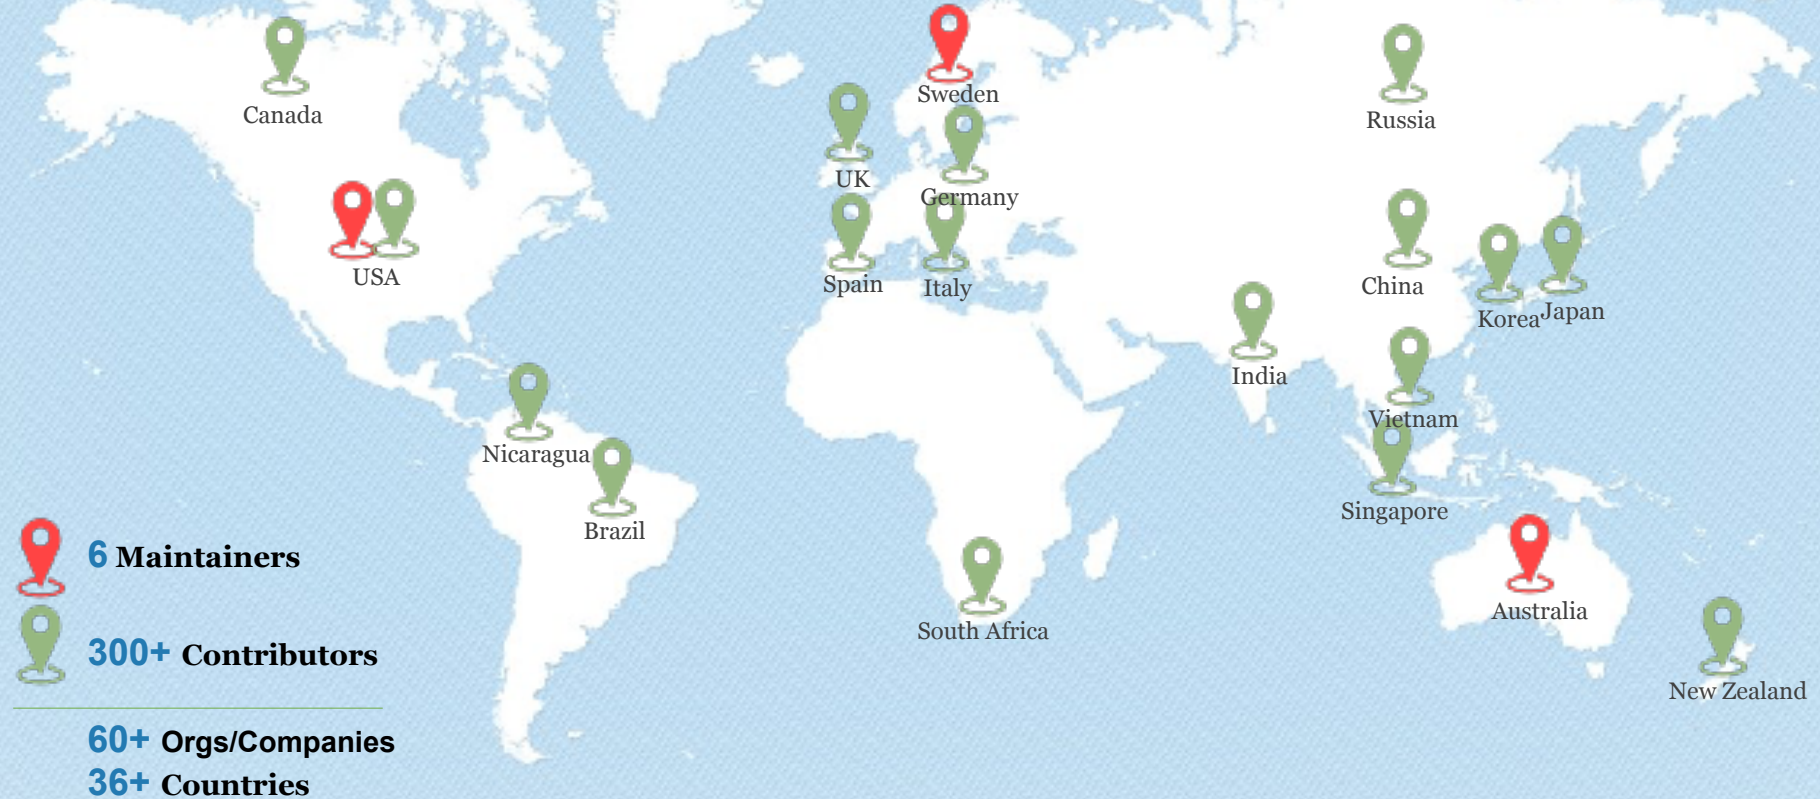 Canada
Sweden
Russia
UK
Germany
USA
Spain
Italy
China
Korea
Japan
India
Vietnam
Nicaragua
Brazil
Singapore
6 Maintainers
Australia
South Africa
300+ Contributors
New Zealand
60+ Orgs/Companies
36+ Countries